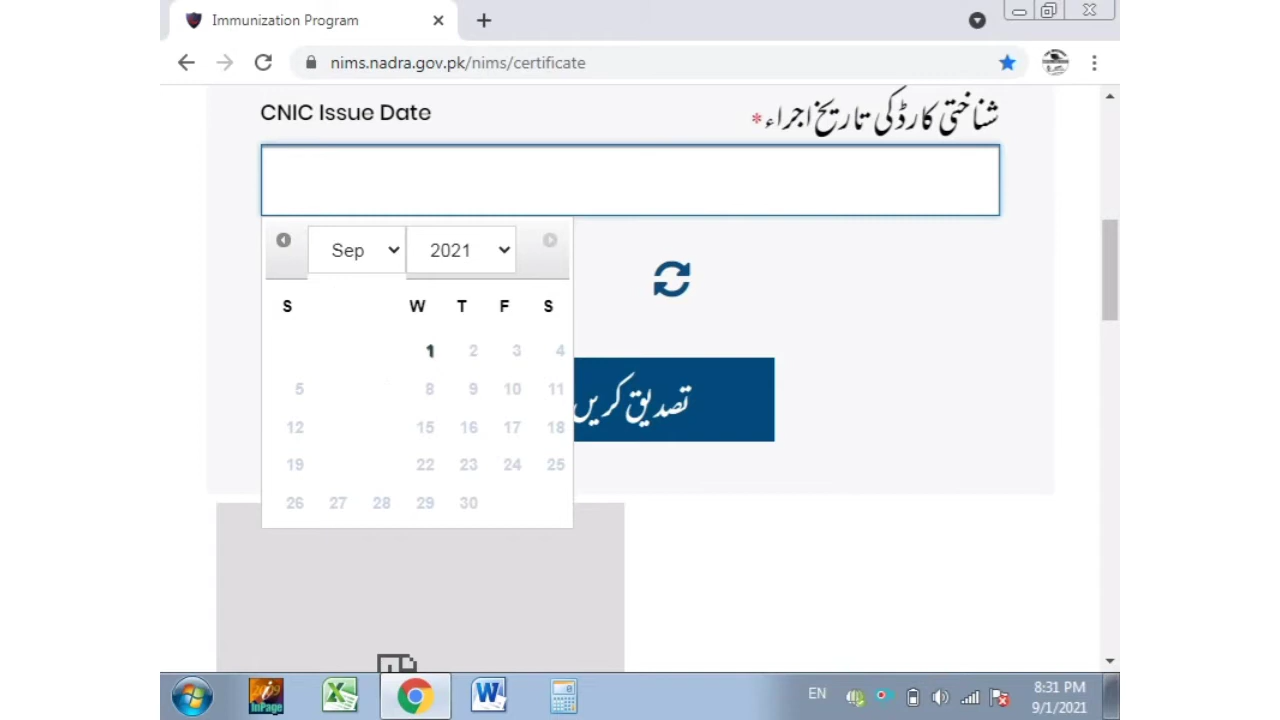 Immunization Program
nims.nadra.gov.pk/nims/certificate
CNIC Issue Date
شناختی کارڈ کی تاریخ اجراء *
Sep 2021
S W T F S
1 2 3 4
5 8 9 10 11
12 15 16 17 18
19 22 23 24 25
26 27 28 29 30
تصدیق کریں
InPage
EN
8:31 PM
9/1/2021